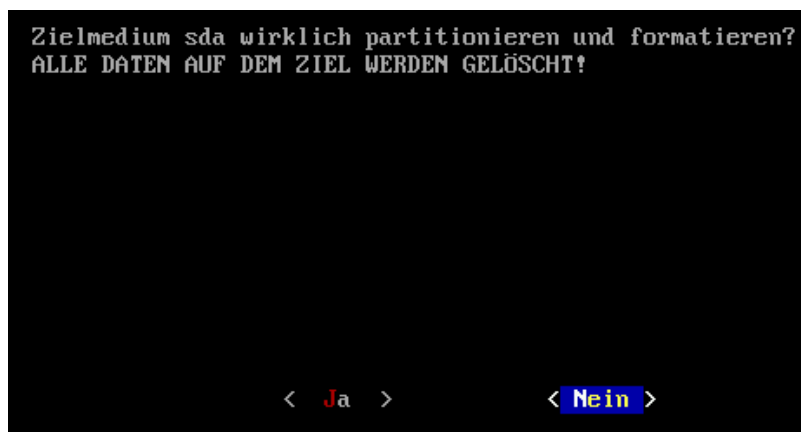 Zielmedium sda wirklich partitionieren und formatieren?
ALLE DATEN AUF DEM ZIEL WERDEN GELÖSCHT!
< Ja > < Nein >